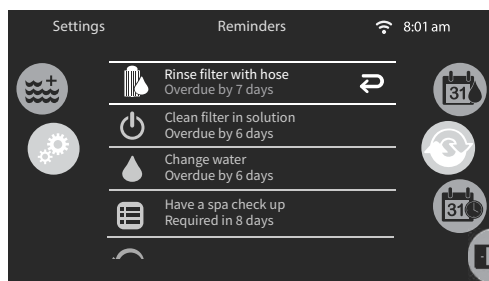 Settings
Reminders
8:01 am
Rinse filter with hose
Overdue by 7 days
Clean filter in solution
Overdue by 6 days
Change water
Overdue by 6 days
Have a spa check up
Required in 8 days
31
31